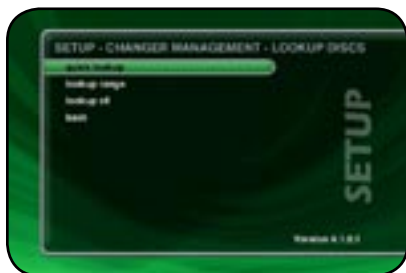 SETUP - CHANGER MANAGEMENT - LOOKUP DISCS
quick lookup
lookup range
lookup all
back
SETUP